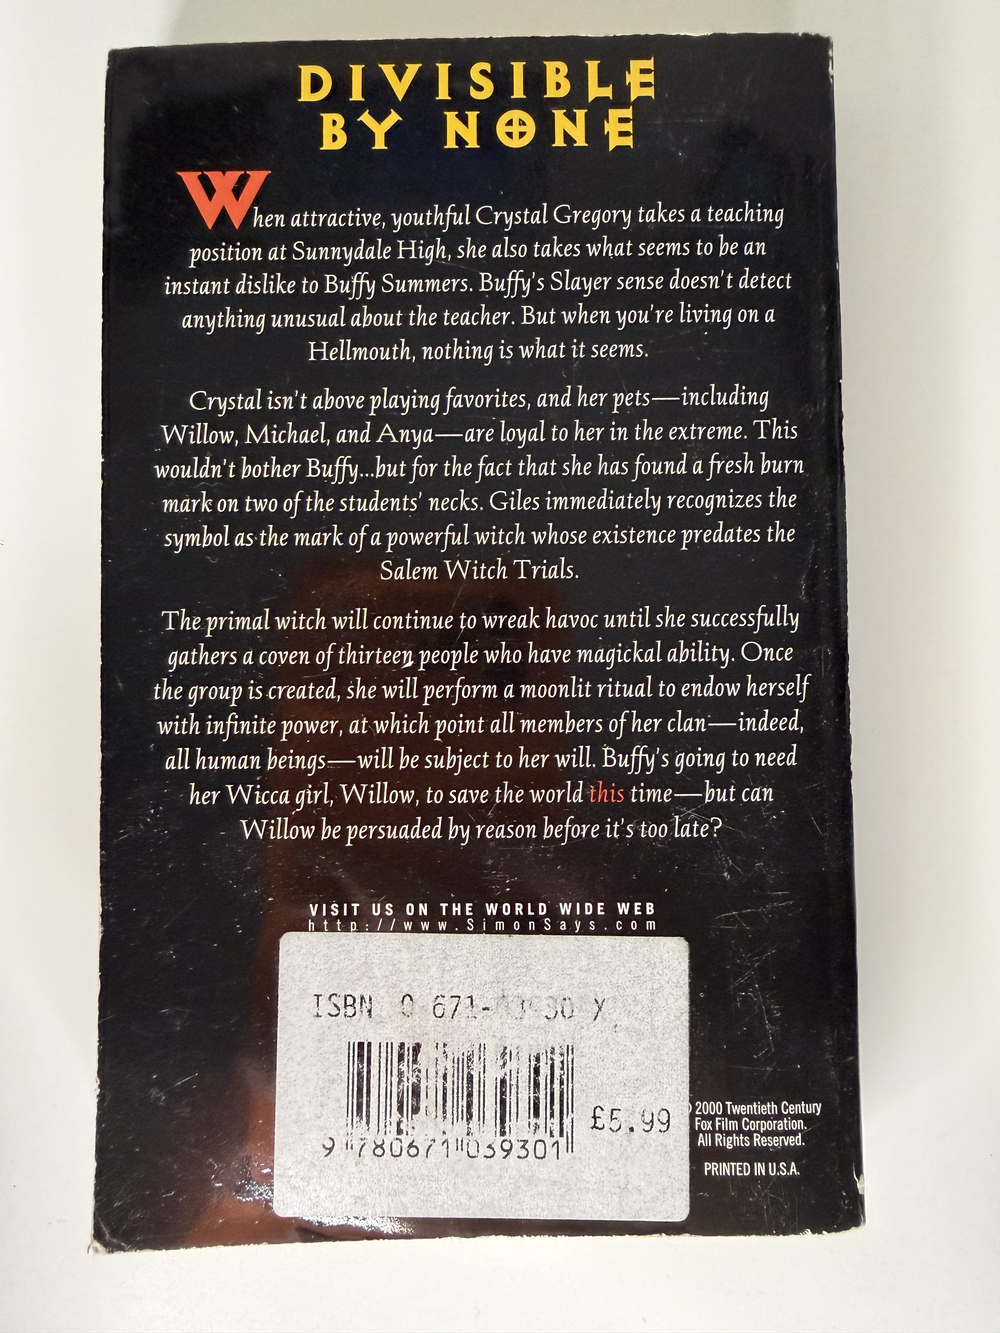 DIVISIBLE
BY NONE
When attractive, youthful Crystal Gregory takes a teaching
position at Sunnydale High, she also takes what seems to be an
instant dislike to Buffy Summers. Buffy's Slayer sense doesn't detect
anything unusual about the teacher. But when you're living on a
Hellmouth, nothing is what it seems.
Crystal isn't above playing favorites, and her pets—including
Willow, Michael, and Anya—are loyal to her in the extreme. This
wouldn't bother Buffy...but for the fact that she has found a fresh burn
mark on two of the students' necks. Giles immediately recognizes the
symbol as the mark of a powerful witch whose existence predates the
Salem Witch Trials.
The primal witch will continue to wreak havoc until she successfully
gathers a coven of thirteen people who have magickal ability. Once
the group is created, she will perform a moonlit ritual to endow herself
with infinite power, at which point all members of her clan—indeed,
all human beings—will be subject to her will. Buffy's going to need
her Wicca girl, Willow, to save the world this time—but can
Willow be persuaded by reason before it's too late?
VISIT US ON THE WORLD WIDE WEB
http://www.SimonSays.com
ISBN 0 671- X
9 780671 039301
£5.99
2000 Twentieth Century
Fox Film Corporation.
All Rights Reserved.
PRINTED IN U.S.A.